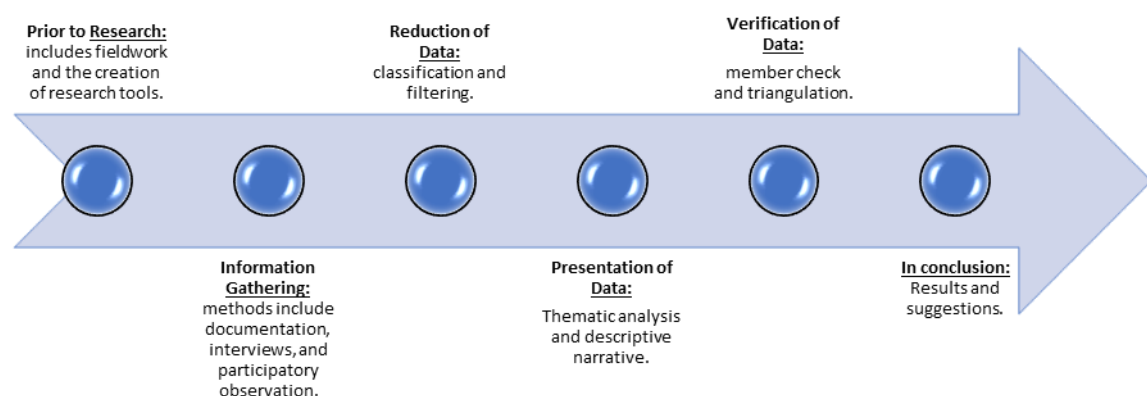 Prior to Research:
includes fieldwork
and the creation
of research tools.
Information
Gathering:
methods include
documentation,
interviews, and
participatory
observation.
Reduction of
Data:
classification and
filtering.
Presentation of
Data:
Thematic analysis
and descriptive
narrative.
Verification of
Data:
member check
and triangulation.
In conclusion:
Results and
suggestions.